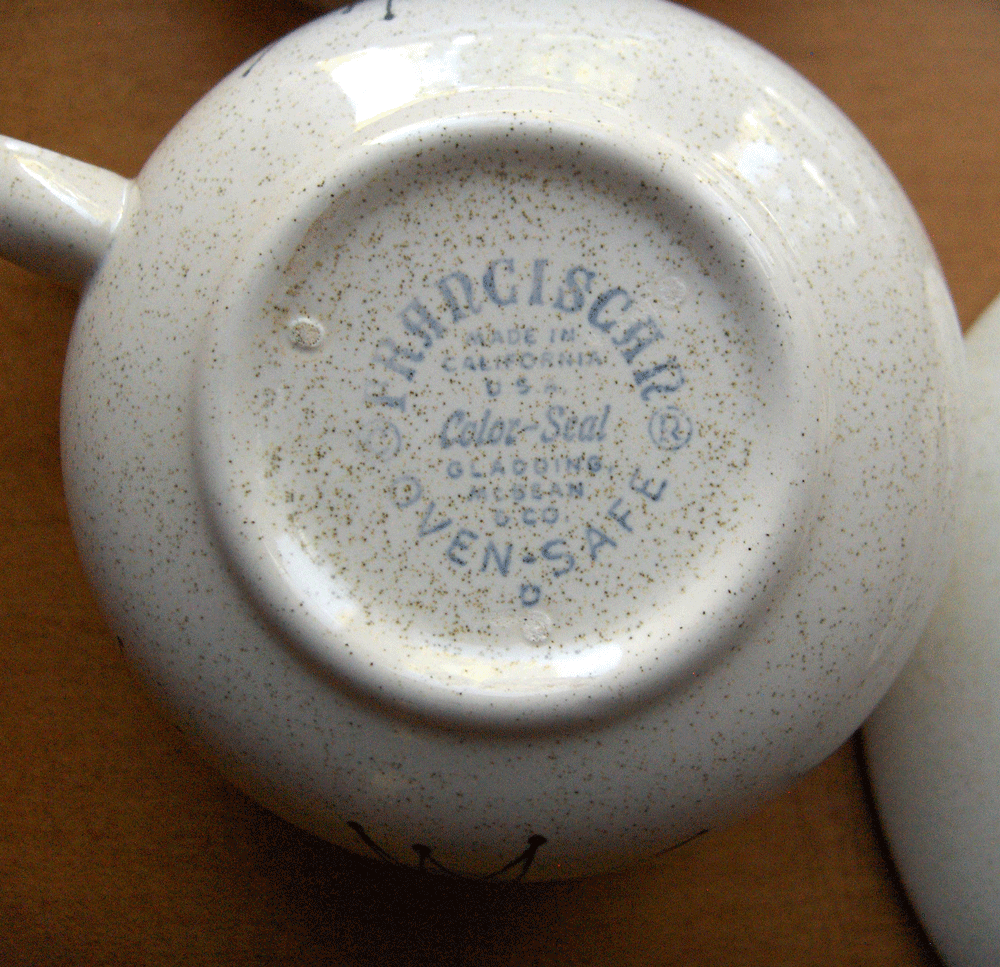 FRANCISCAN
MADE IN
CALIFORNIA
U S A
Color-Seal
®
GLADDING,
McBEAN
& CO
OVEN-SAFE
D